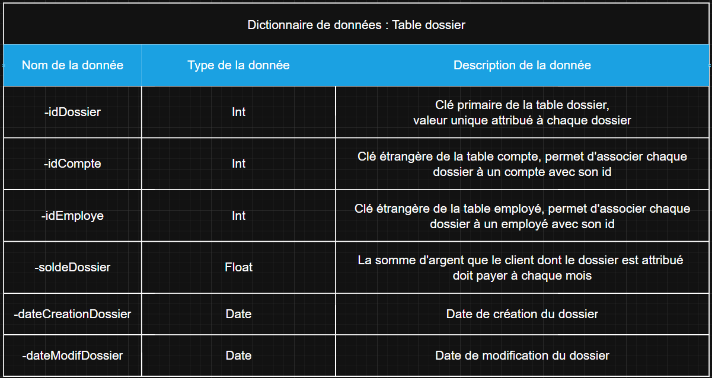 Dictionnaire de données : Table dossier
Nom de la donnée Type de la donnée Description de la donnée
-idDossier Int Clé primaire de la table dossier,
valeur unique attribué à chaque dossier
-idCompte Int Clé étrangère de la table compte, permet d'associer chaque
dossier à un compte avec son id
-idEmploye Int Clé étrangère de la table employé, permet d'associer chaque
dossier à un employé avec son id
-soldeDossier Float La somme d'argent que le client dont le dossier est attribué
doit payer à chaque mois
-dateCreationDossier Date Date de création du dossier
-dateModifDossier Date Date de modification du dossier